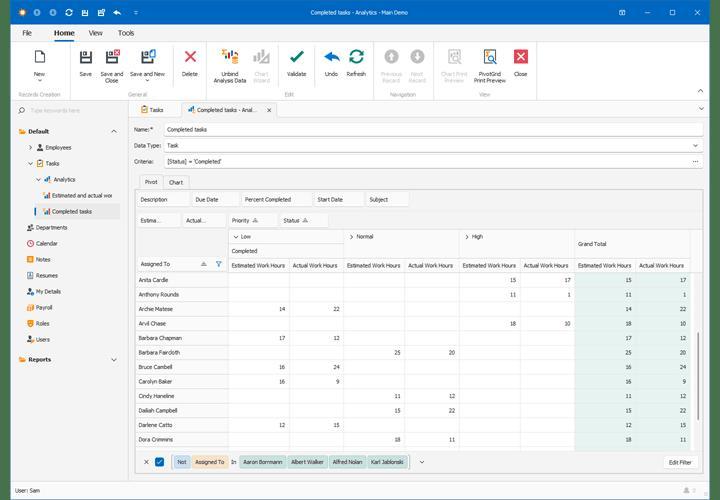 Completed tasks - Analytics - Main Demo
File Home View Tools
New Save Save and Close Save and New Delete Unbind Analysis Data Chart Wizard Validate Undo Refresh Previous Record Next Record Chart Print Preview PivotGrid Print Preview Close
Records Creation General Edit Navigation View
Type keywords here
Default
Employees
Tasks
Analytics
Estimated and actual wor
Completed tasks
Departments
Calendar
Notes
Resumes
My Details
Payroll
Roles
Users
Reports
Tasks Completed tasks - Anal...
Name:* Completed tasks
Data Type: Task
Criteria: [Status] = 'Completed' ...
Pivot Chart
Description Due Date Percent Completed Start Date Subject
Estima... Actual... Priority Status
Low Normal High Grand Total
Completed
Assigned To Estimated Work Hours Actual Work Hours Estimated Work Hours Actual Work Hours Estimated Work Hours Actual Work Hours Estimated Work Hours Actual Work Hours
Anita Cardle 15 17 15 17
Anthony Rounds 11 1 11 1
Archie Matese 14 22 14 22
Arvil Chase 18 10 18 10
Barbara Chapman 17 12 17 12
Barbara Faircloth 25 20 25 20
Bruce Cambell 16 24 16 24
Carolyn Baker 16 9 16 9
Cindy Haneline 11 12 11 12
Dailiah Campbell 15 22 15 22
Darlene Catto 12 15 12 15
Dora Crimmins 18 11 18 11
Not Assigned To In Aaron Borrmann Albert Walker Alfred Nolan Karl Jablonski Edit Filter
User: Sam 0